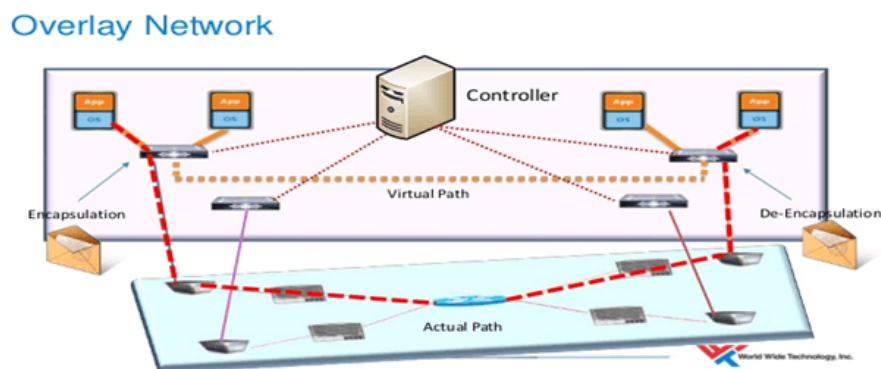 Overlay Network
Controller
App
OS
App
OS
App
OS
App
OS
Virtual Path
Encapsulation
De-Encapsulation
Actual Path
World Wide Technology, Inc.